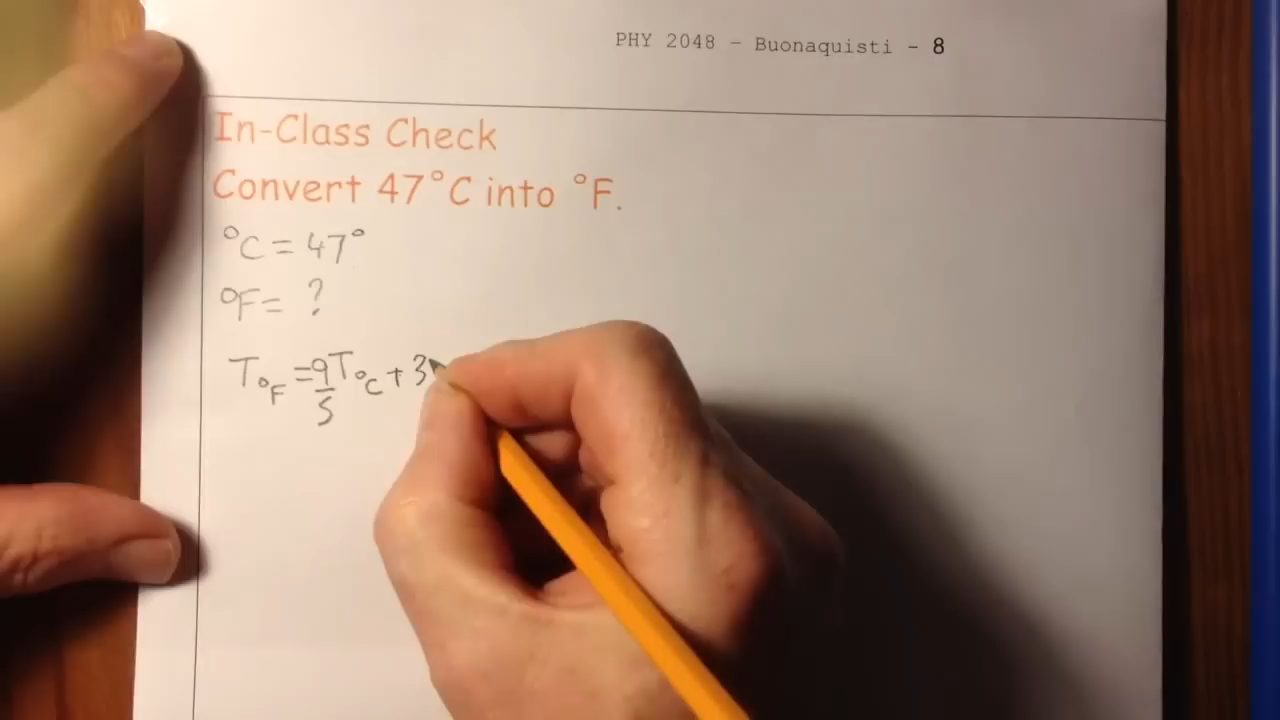 PHY 2048 - Buonaquisti - 8
In-Class Check
Convert 47°C into °F.
°C = 47°
°F = ?
T°F = 9/5 T°C + 3